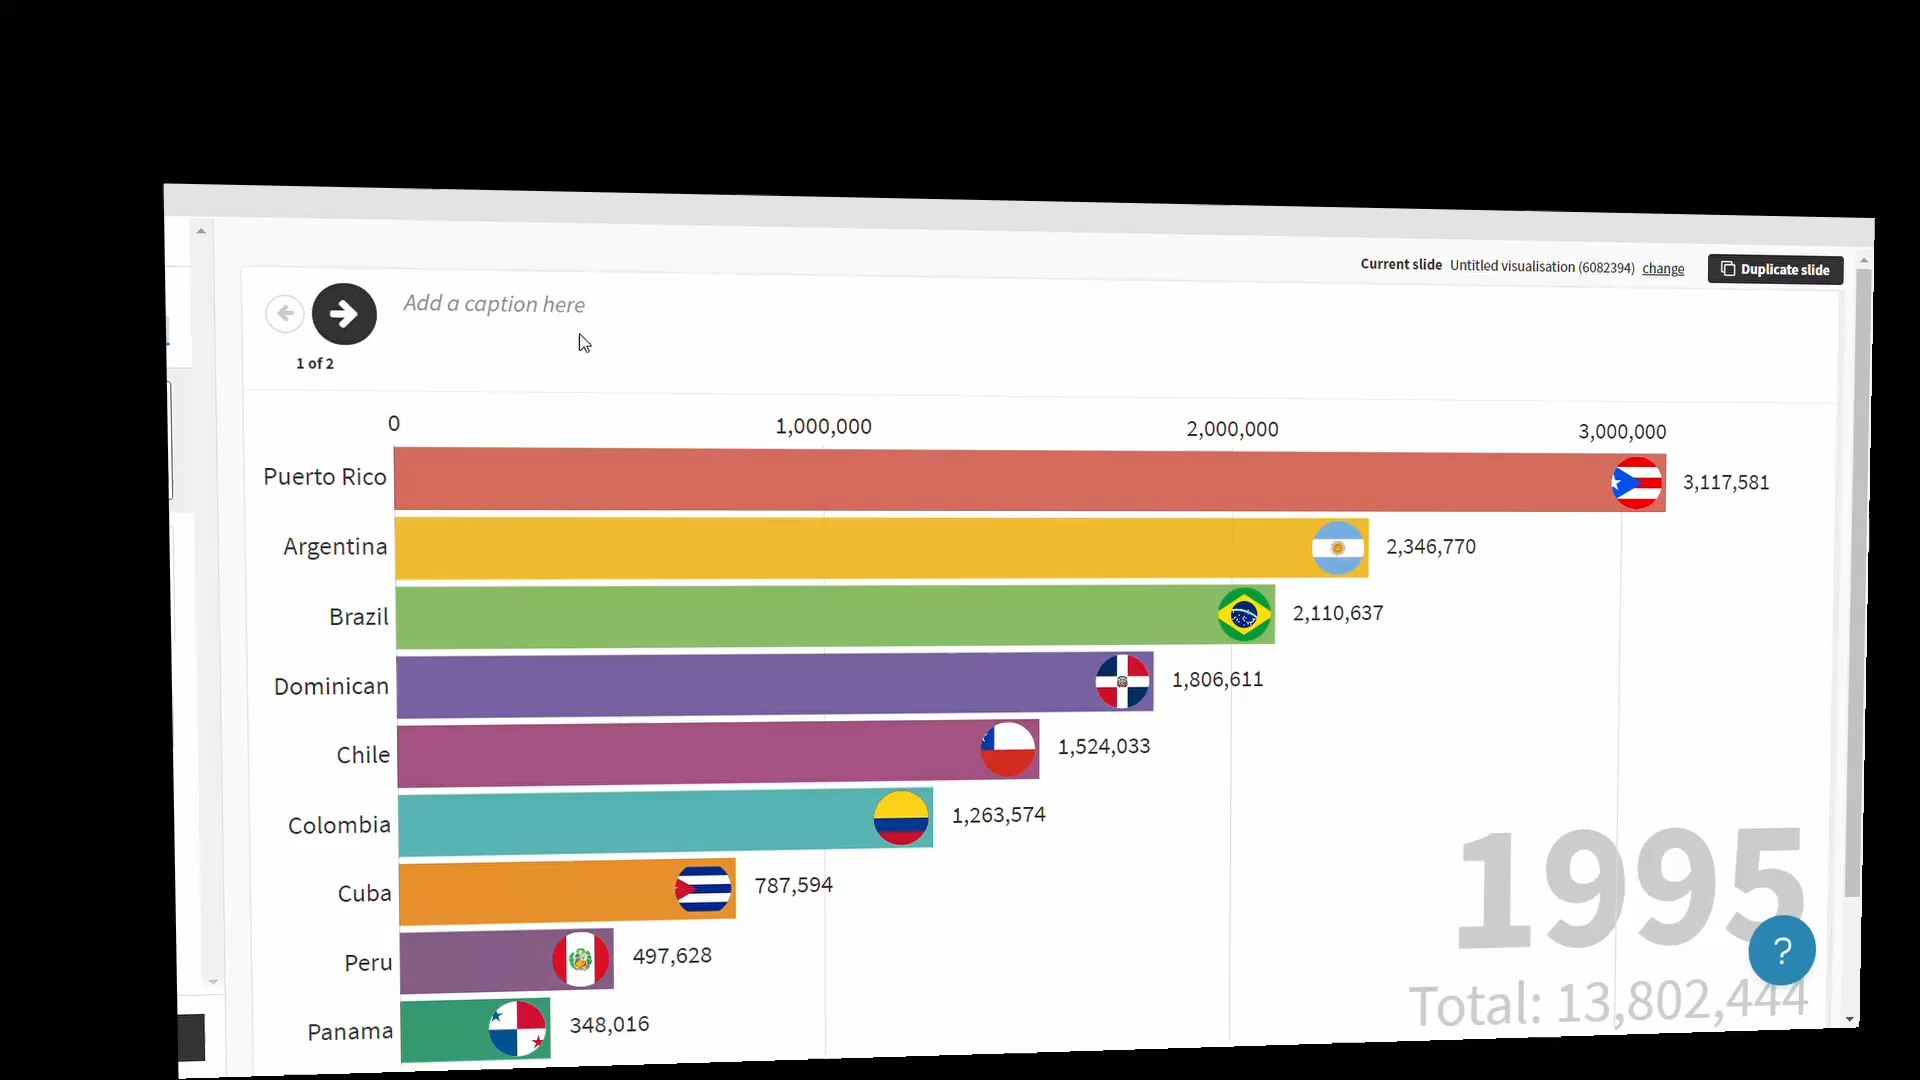 Current slide Untitled visualisation (6082394) change Duplicate slide
Add a caption here
1 of 2
0 1,000,000 2,000,000 3,000,000
Puerto Rico 3,117,581
Argentina 2,346,770
Brazil 2,110,637
Dominican 1,806,611
Chile 1,524,033
Colombia 1,263,574
Cuba 787,594
Peru 497,628
Panama 348,016
1995
?
Total: 13,802,444